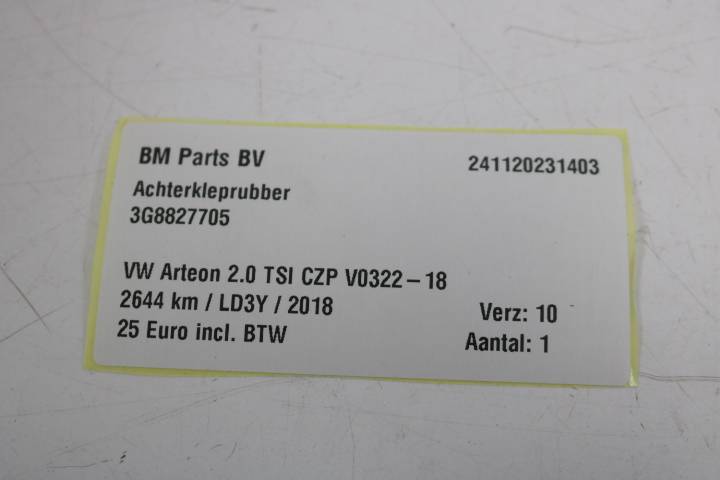 BM Parts BV 241120231403
Achterkleprubber
3G8827705
VW Arteon 2.0 TSI CZP V0322-18
2644 km / LD3Y / 2018 Verz: 10
25 Euro incl. BTW Aantal: 1